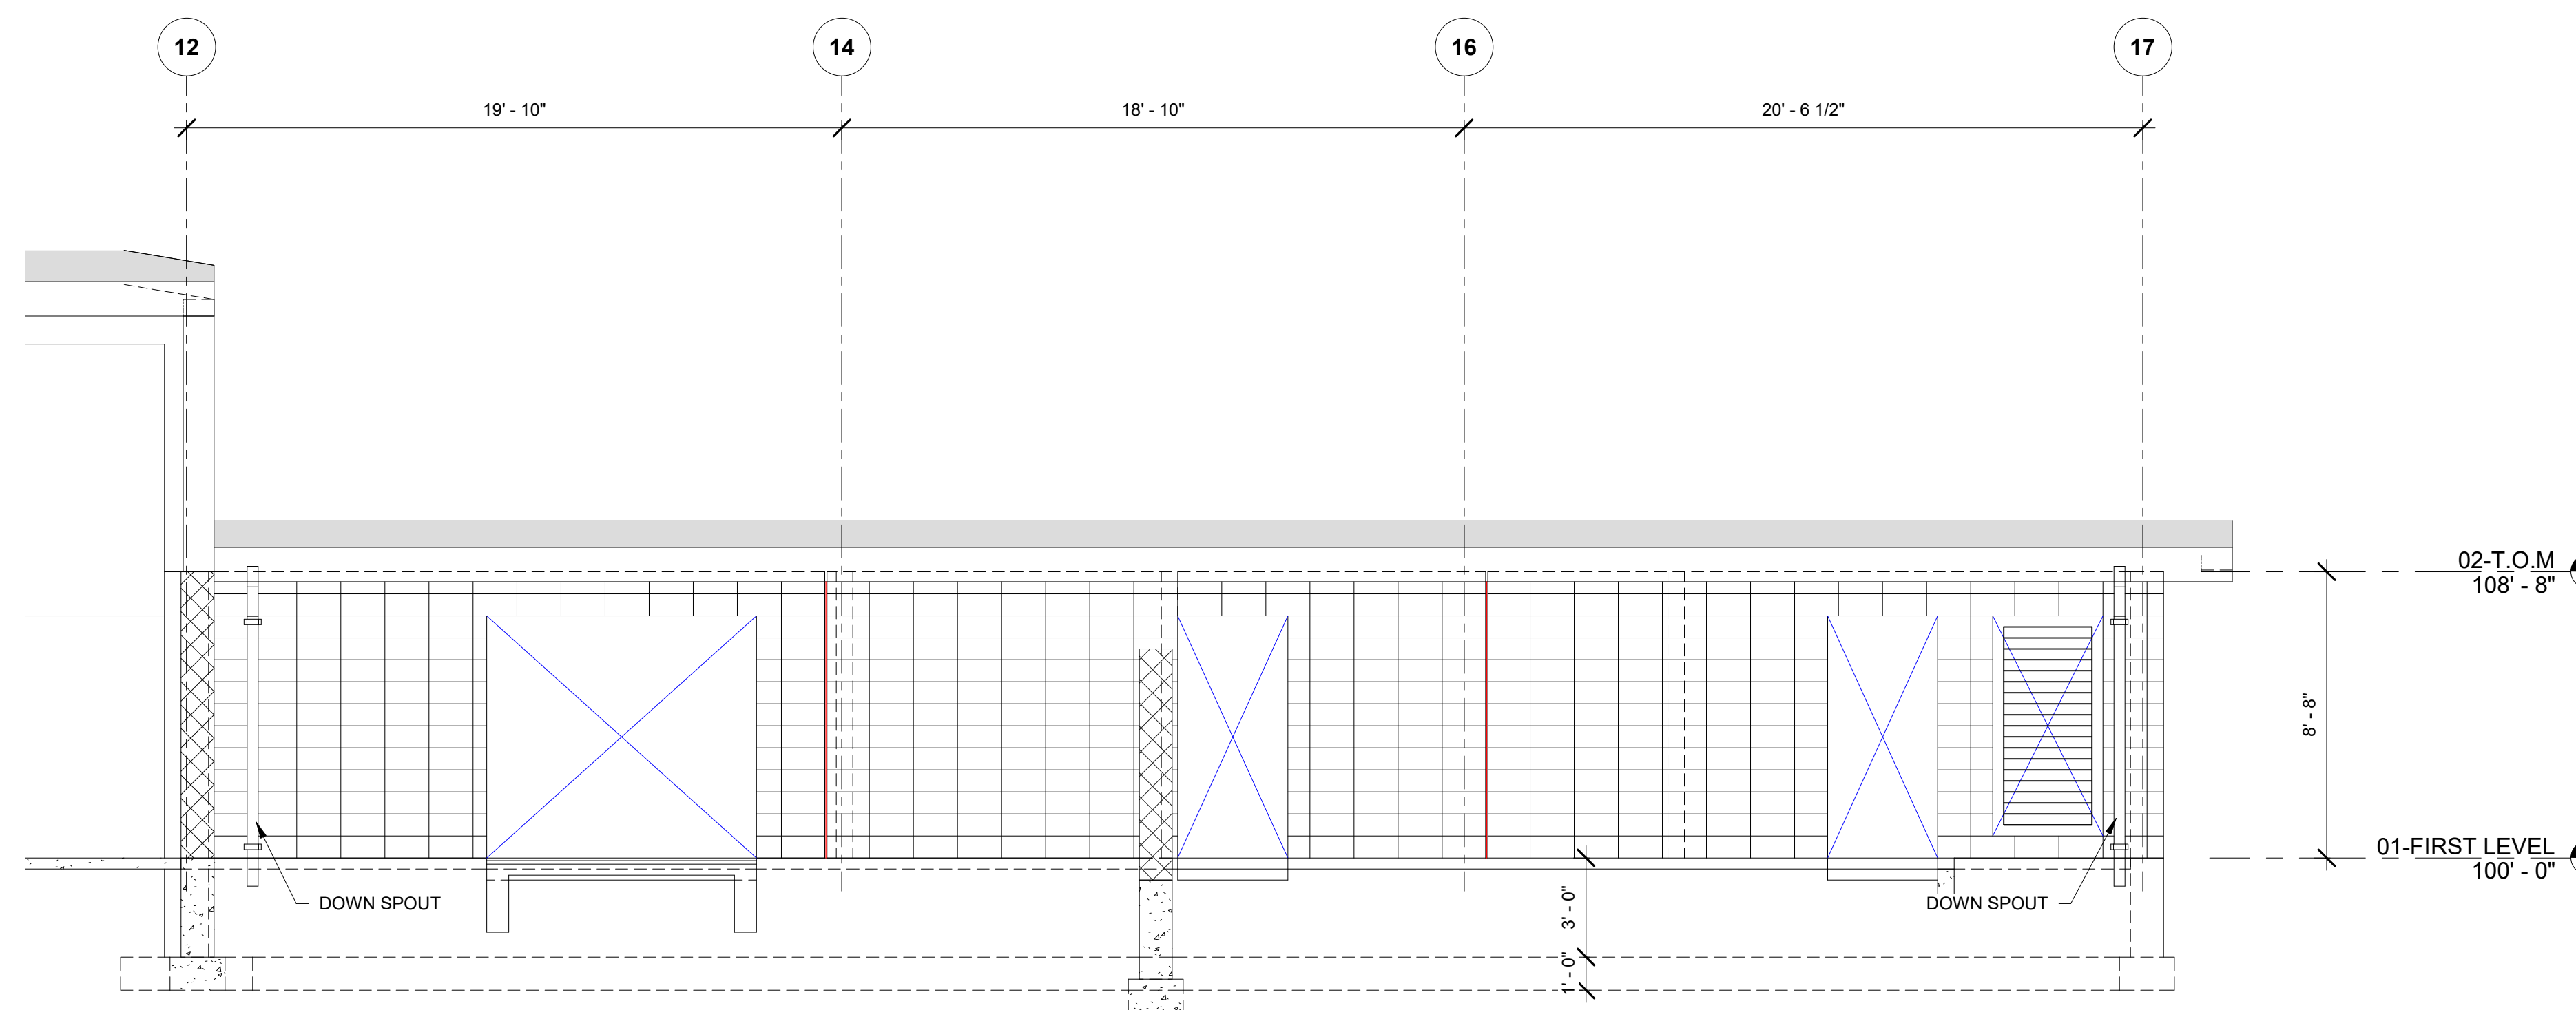 12
14
16
17
19' - 10"
18' - 10"
20' - 6 1/2"
02-T.O.M
108' - 8"
8' - 8"
01-FIRST LEVEL
100' - 0"
DOWN SPOUT
DOWN SPOUT
3' - 0"
1' - 0"